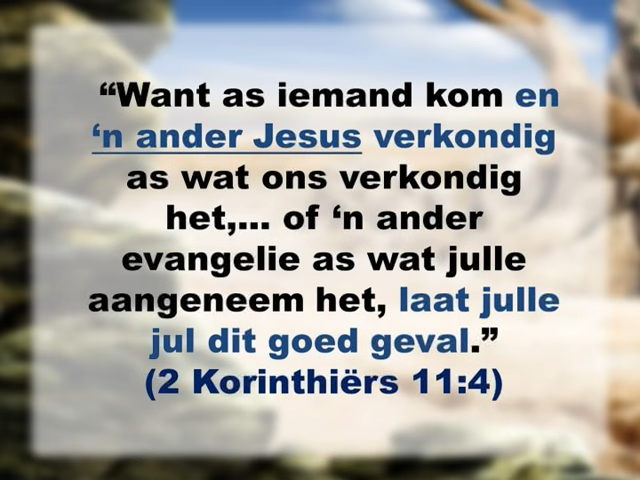 “Want as iemand kom en
‘n ander Jesus verkondig
as wat ons verkondig
het,... of ‘n ander
evangelie as wat julle
aangeneem het, laat julle
jul dit goed geval.”
(2 Korinthiërs 11:4)